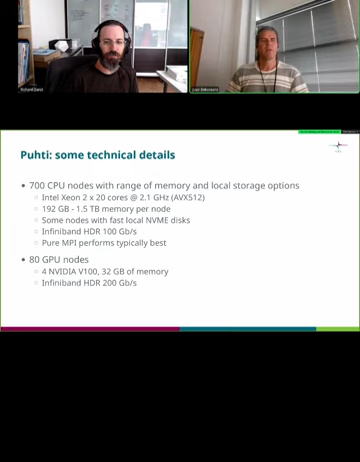 Richard Darst
Puhti: some technical details
700 CPU nodes with range of memory and local storage options
Intel Xeon 2 x 20 cores @ 2.1 GHz (AVX512)
192 GB - 1.5 TB memory per node
Some nodes with fast local NVME disks
Infiniband HDR 100 Gb/s
Pure MPI performs typically best
80 GPU nodes
4 NVIDIA V100, 32 GB of memory
Infiniband HDR 200 Gb/s